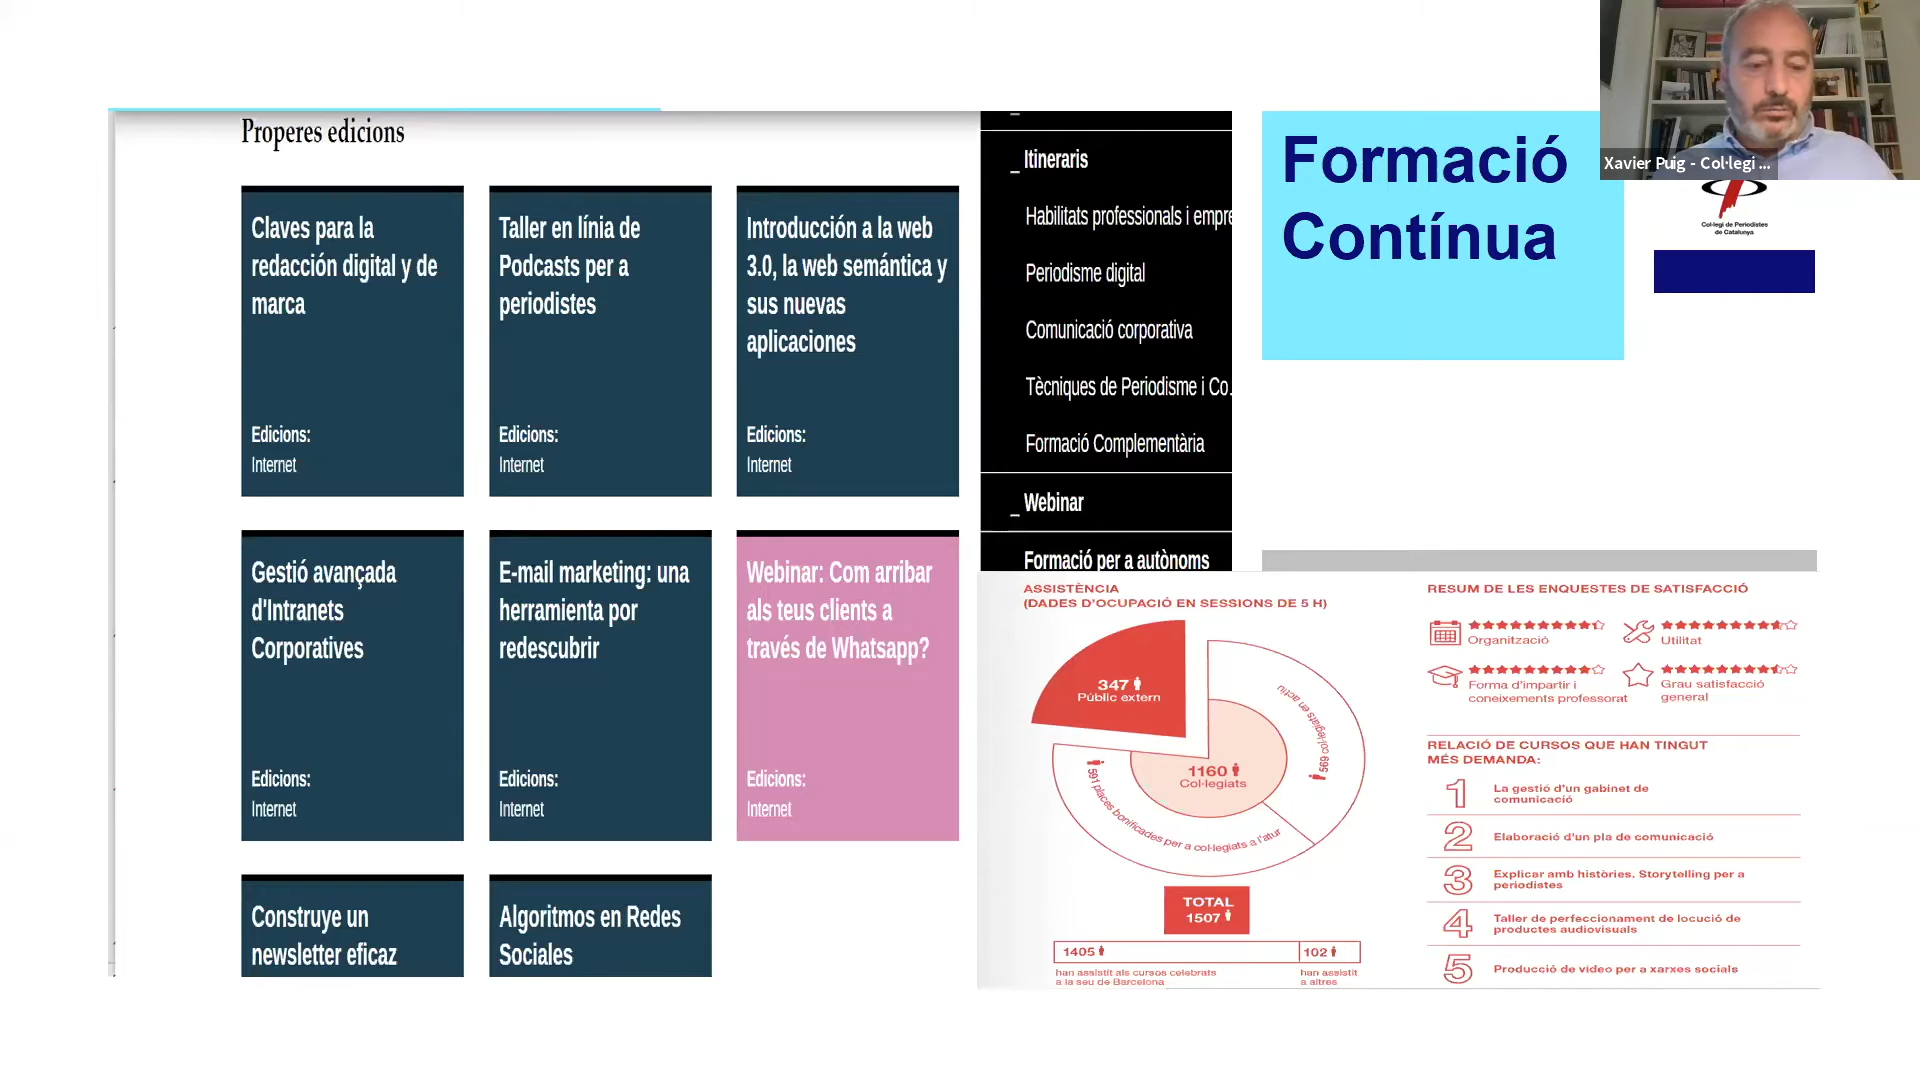 Properes edicions
Claves para la
redacción digital y de
marca
Edicions:
Internet
Taller en línia de
Podcasts per a
periodistes
Edicions:
Internet
Introducción a la web
3.0, la web semántica y
sus nuevas
aplicaciones
Edicions:
Internet
Gestió avançada
d'Intranets
Corporatives
Edicions:
Internet
E-mail marketing: una
herramienta por
redescubrir
Edicions:
Internet
Webinar: Com arribar
als teus clients a
través de Whatsapp?
Edicions:
Internet
Construye un
newsletter eficaz
Algoritmos en Redes
Sociales
_ Itineraris
Habilitats professionals i empre
Periodisme digital
Comunicació corporativa
Tècniques de Periodisme i Co.
Formació Complementària
_ Webinar
Formació per a autònoms
Formació
Contínua
Xavier Puig - Col·legi ...
Col·legi de Periodistes
de Catalunya
ASSISTÈNCIA
(DADES D'OCUPACIÓ EN SESSIONS DE 5 H)
347
Públic extern
569 col·legiats en actiu
1160
Col·legiats
591 places bonificades per a col·legiats a l'atur
TOTAL
1507
1405
102
han assistit als cursos celebrats
a la seu de Barcelona
han assistit
a altres
RESUM DE LES ENQUESTES DE SATISFACCIÓ
Organització
Utilitat
Forma d'impartir i
coneixements professorat
Grau satisfacció
general
RELACIÓ DE CURSOS QUE HAN TINGUT
MÉS DEMANDA:
1 La gestió d'un gabinet de
comunicació
2 Elaboració d'un pla de comunicació
3 Explicar amb històries. Storytelling per a
periodistes
4 Taller de perfeccionament de locució de
productes audiovisuals
5 Producció de vídeo per a xarxes socials